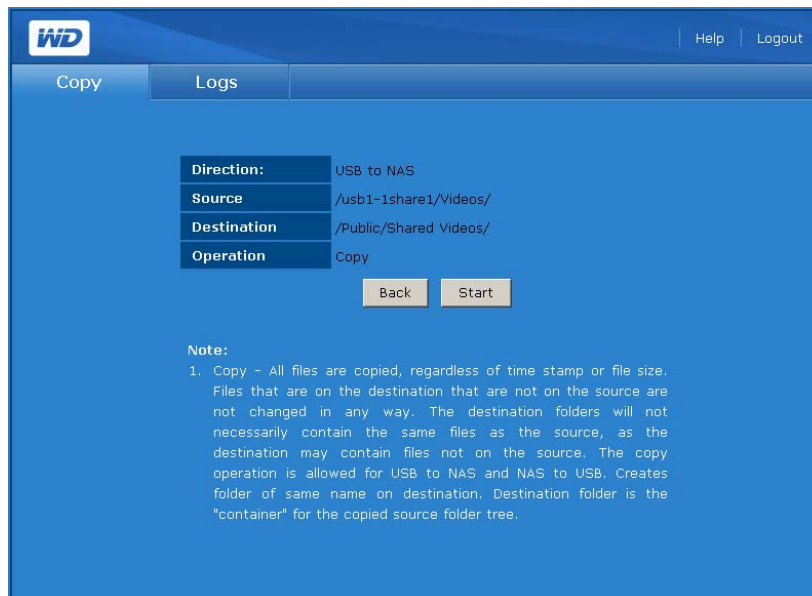 WD
Help
Logout
Copy
Logs
Direction: USB to NAS
Source /usb1-1share1/Videos/
Destination /Public/Shared Videos/
Operation Copy
Back
Start
Note:
1. Copy - All files are copied, regardless of time stamp or file size.
Files that are on the destination that are not on the source are
not changed in any way. The destination folders will not
necessarily contain the same files as the source, as the
destination may contain files not on the source. The copy
operation is allowed for USB to NAS and NAS to USB. Creates
folder of same name on destination. Destination folder is the
"container" for the copied source folder tree.